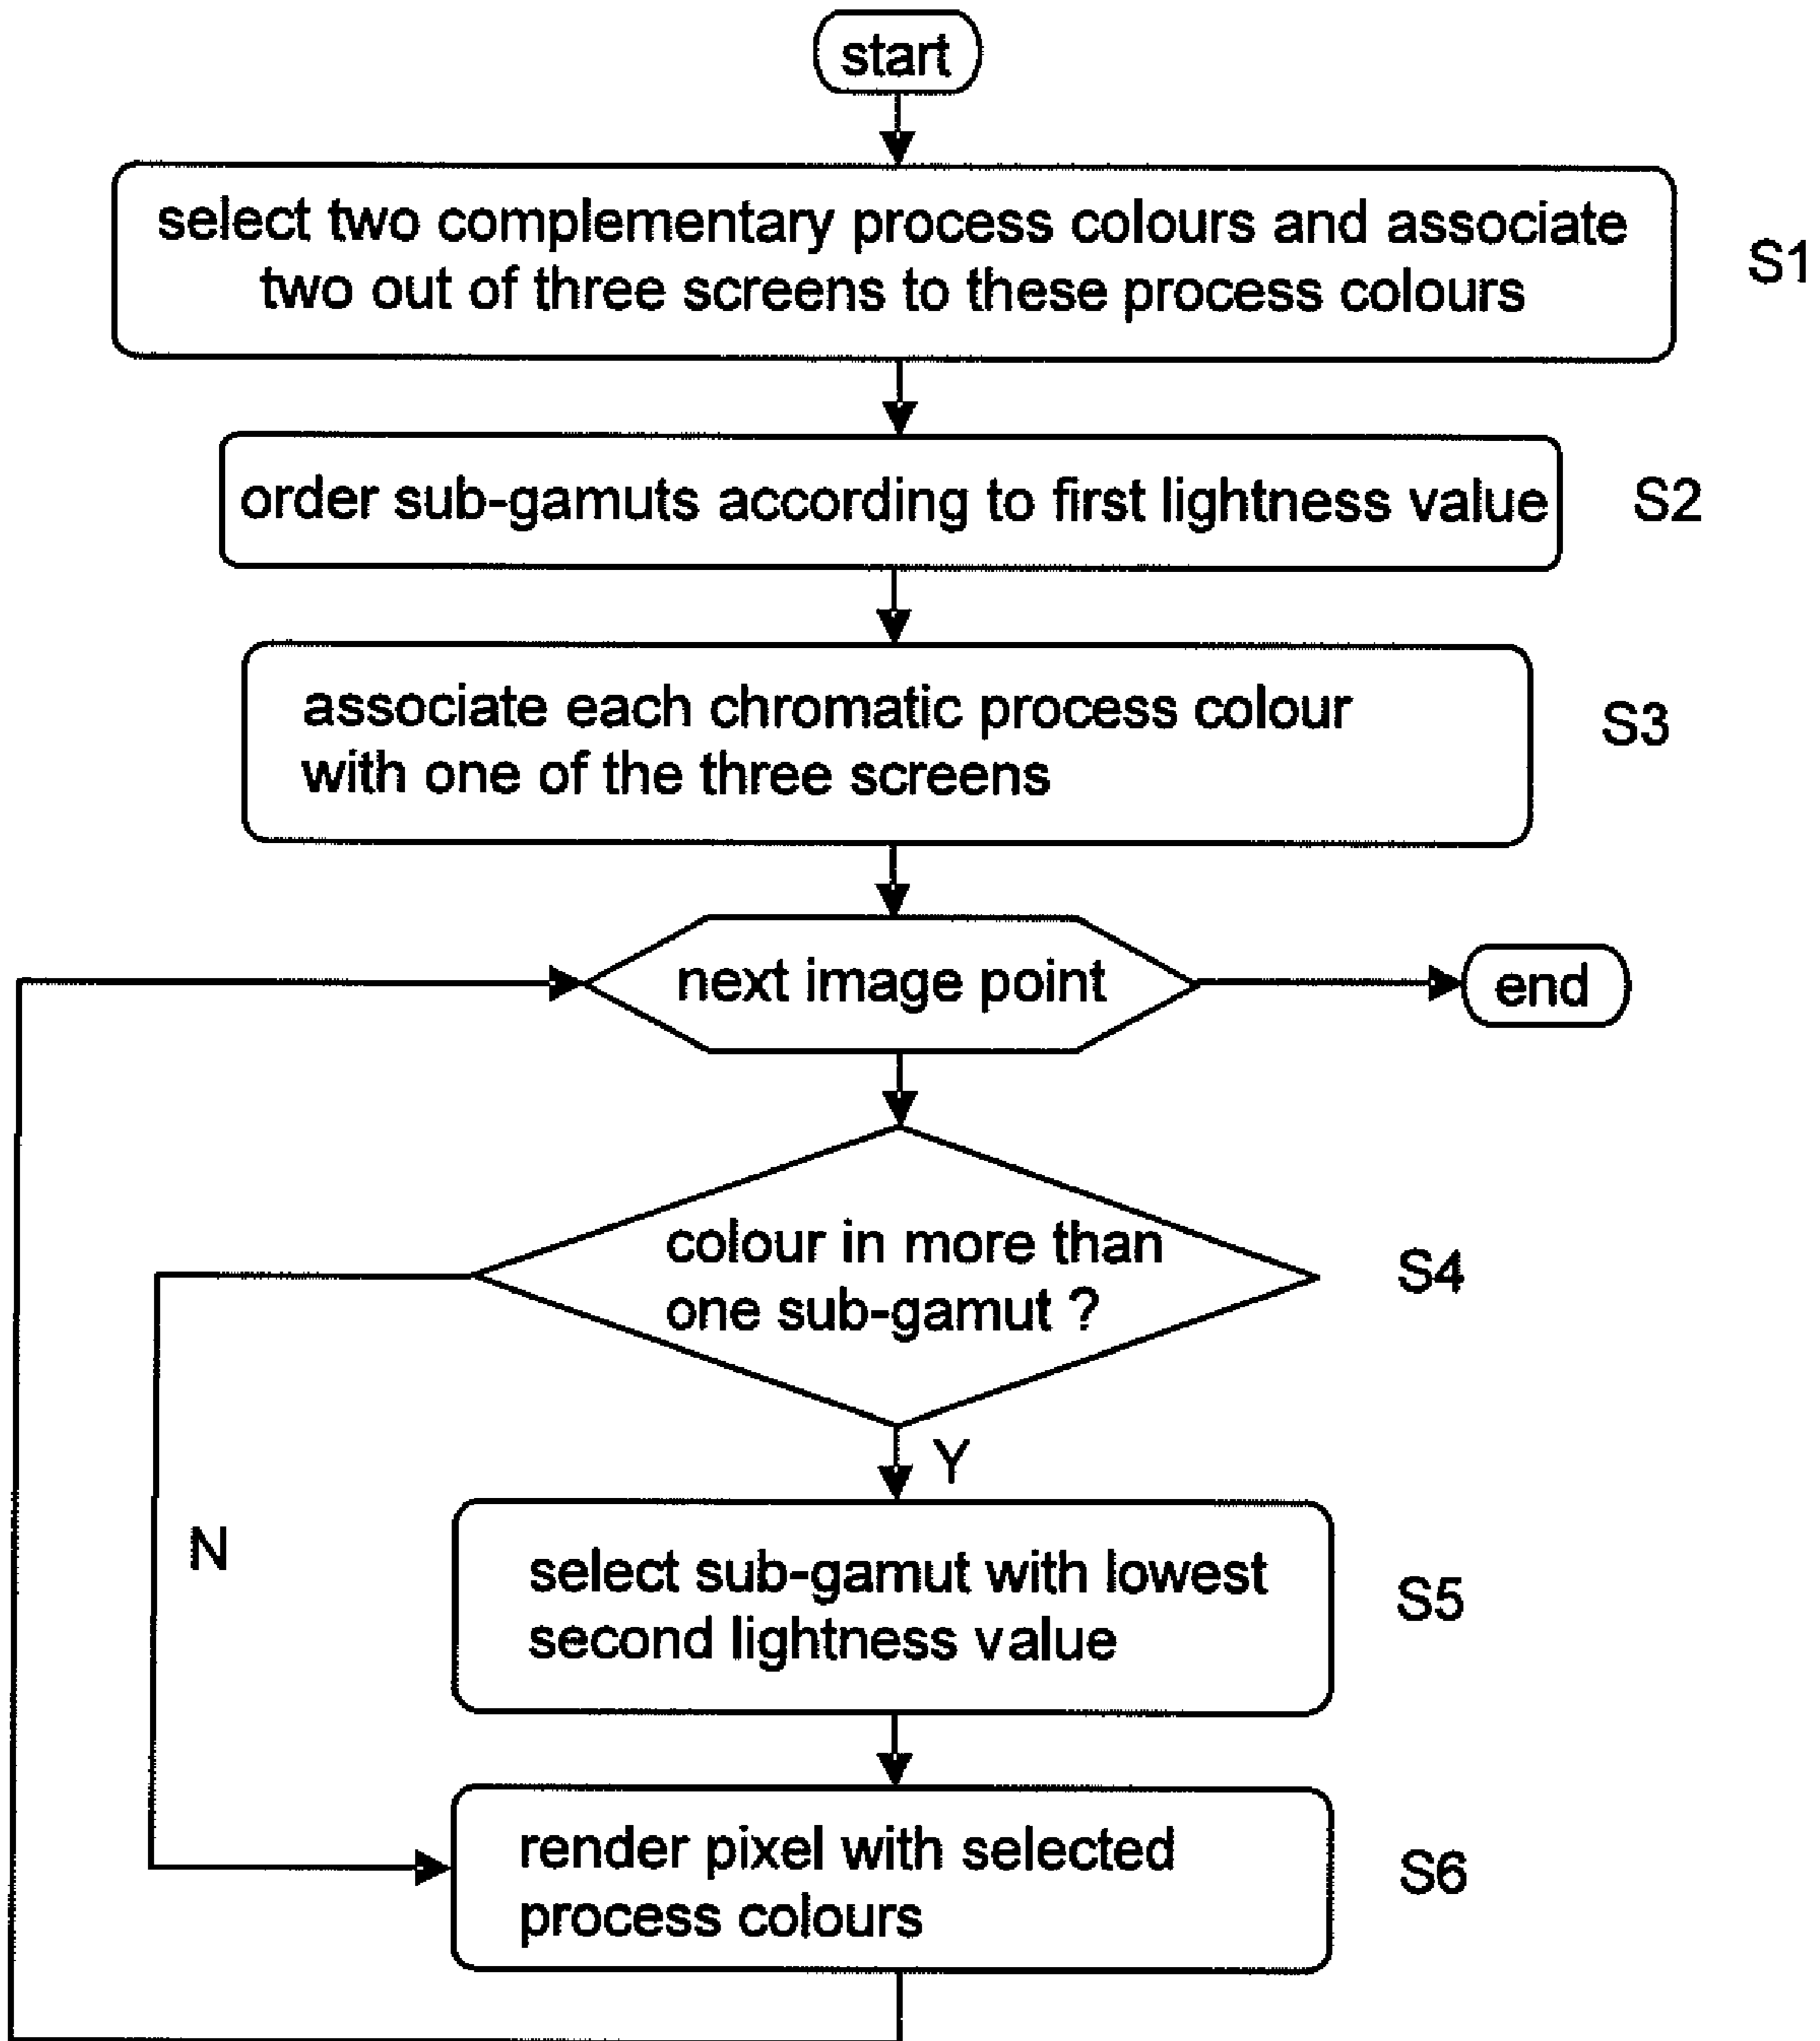 start
select two complementary process colours and associate
two out of three screens to these process colours
S1
order sub-gamuts according to first lightness value
S2
associate each chromatic process colour
with one of the three screens
S3
next image point
end
colour in more than
one sub-gamut ?
S4
Y
N
select sub-gamut with lowest
second lightness value
S5
render pixel with selected
process colours
S6